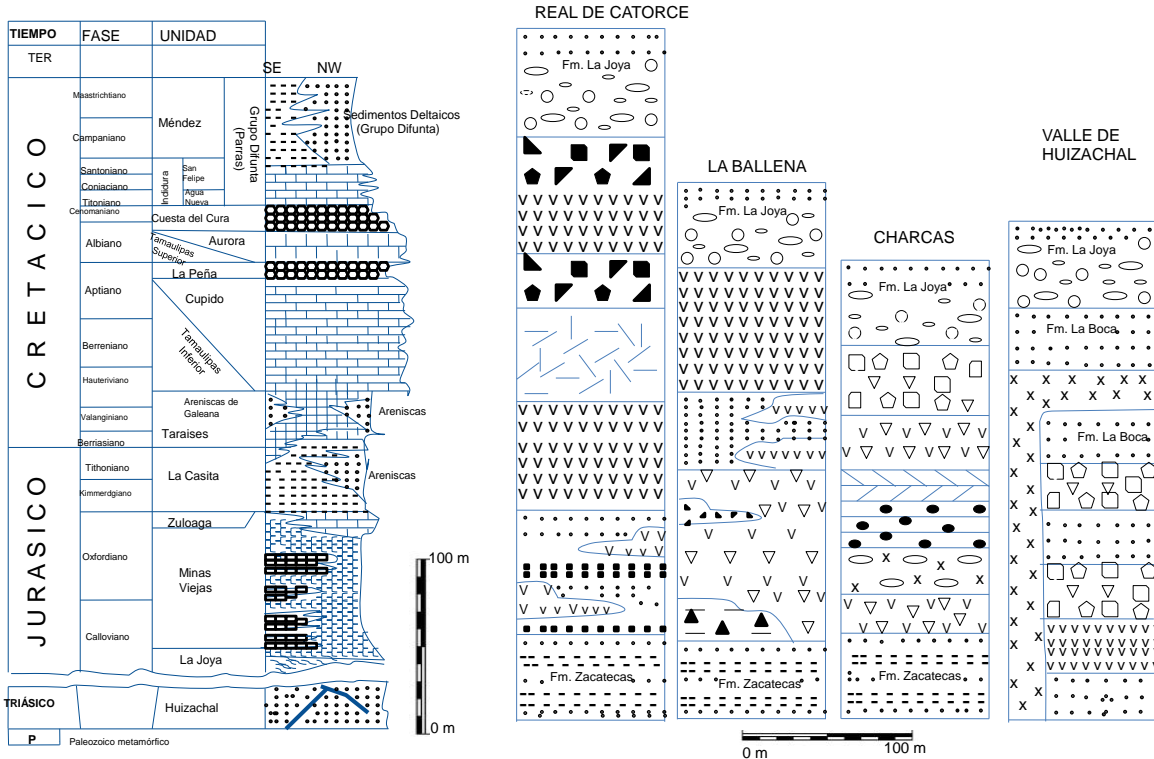 TIEMPO
FASE
UNIDAD
TER
SE
NW
CRETACICO
Maastrichtiano
Campaniano
Santoniano
Coniaciano
Titoniano
Cenomaniano
Albiano
Aptiano
Berreniano
Hauteriviano
Valanginiano
Berriasiano
Méndez
Grupo Difunta
(Parras)
Indidura
San
Felipe
Agua
Nueva
Cuesta del Cura
Tamaulipas
Superior
Aurora
La Peña
Cupido
Tamaulipas
Inferior
Areniscas de
Galeana
Taraises
Sedimentos Deltaicos
(Grupo Difunta)
Areniscas
JURASICO
Tithoniano
Kimmerdgiano
Oxfordiano
Calloviano
La Casita
Zuloaga
Minas
Viejas
La Joya
Areniscas
TRIÁSICO
Huizachal
P
Paleozoico metamórfico
100 m
0 m
REAL DE CATORCE
Fm. La Joya
Fm. Zacatecas
LA BALLENA
Fm. La Joya
Fm. Zacatecas
CHARCAS
Fm. La Joya
Fm. Zacatecas
VALLE DE
HUIZACHAL
Fm. La Joya
Fm. La Boca
Fm. La Boca
0 m
100 m